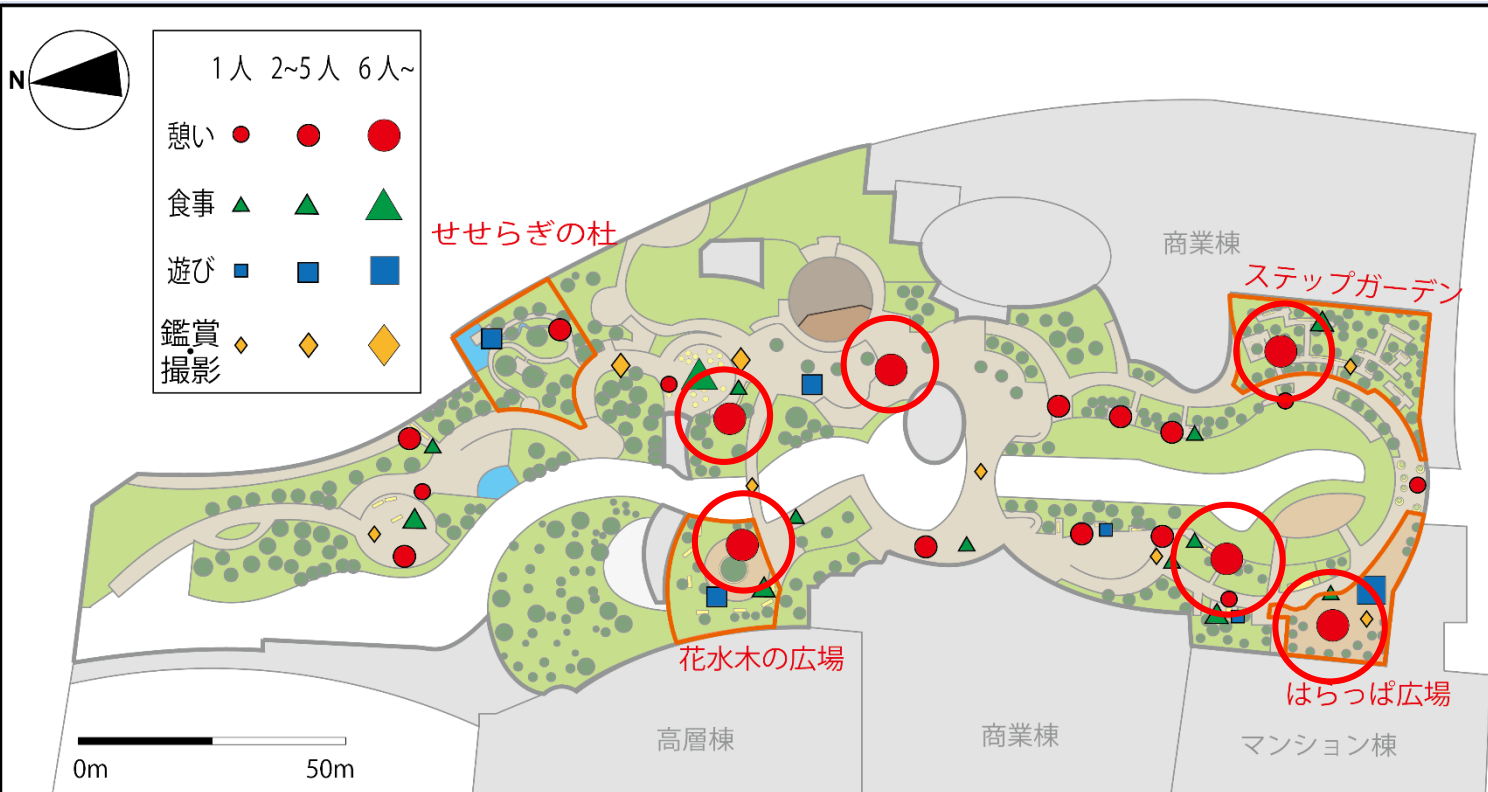 N
1人 2~5人 6人~
憩い
食事
遊び
鑑賞・撮影
せせらぎの杜
商業棟
ステップガーデン
花水木の広場
はらっぱ広場
高層棟
商業棟
マンション棟
0m 50m